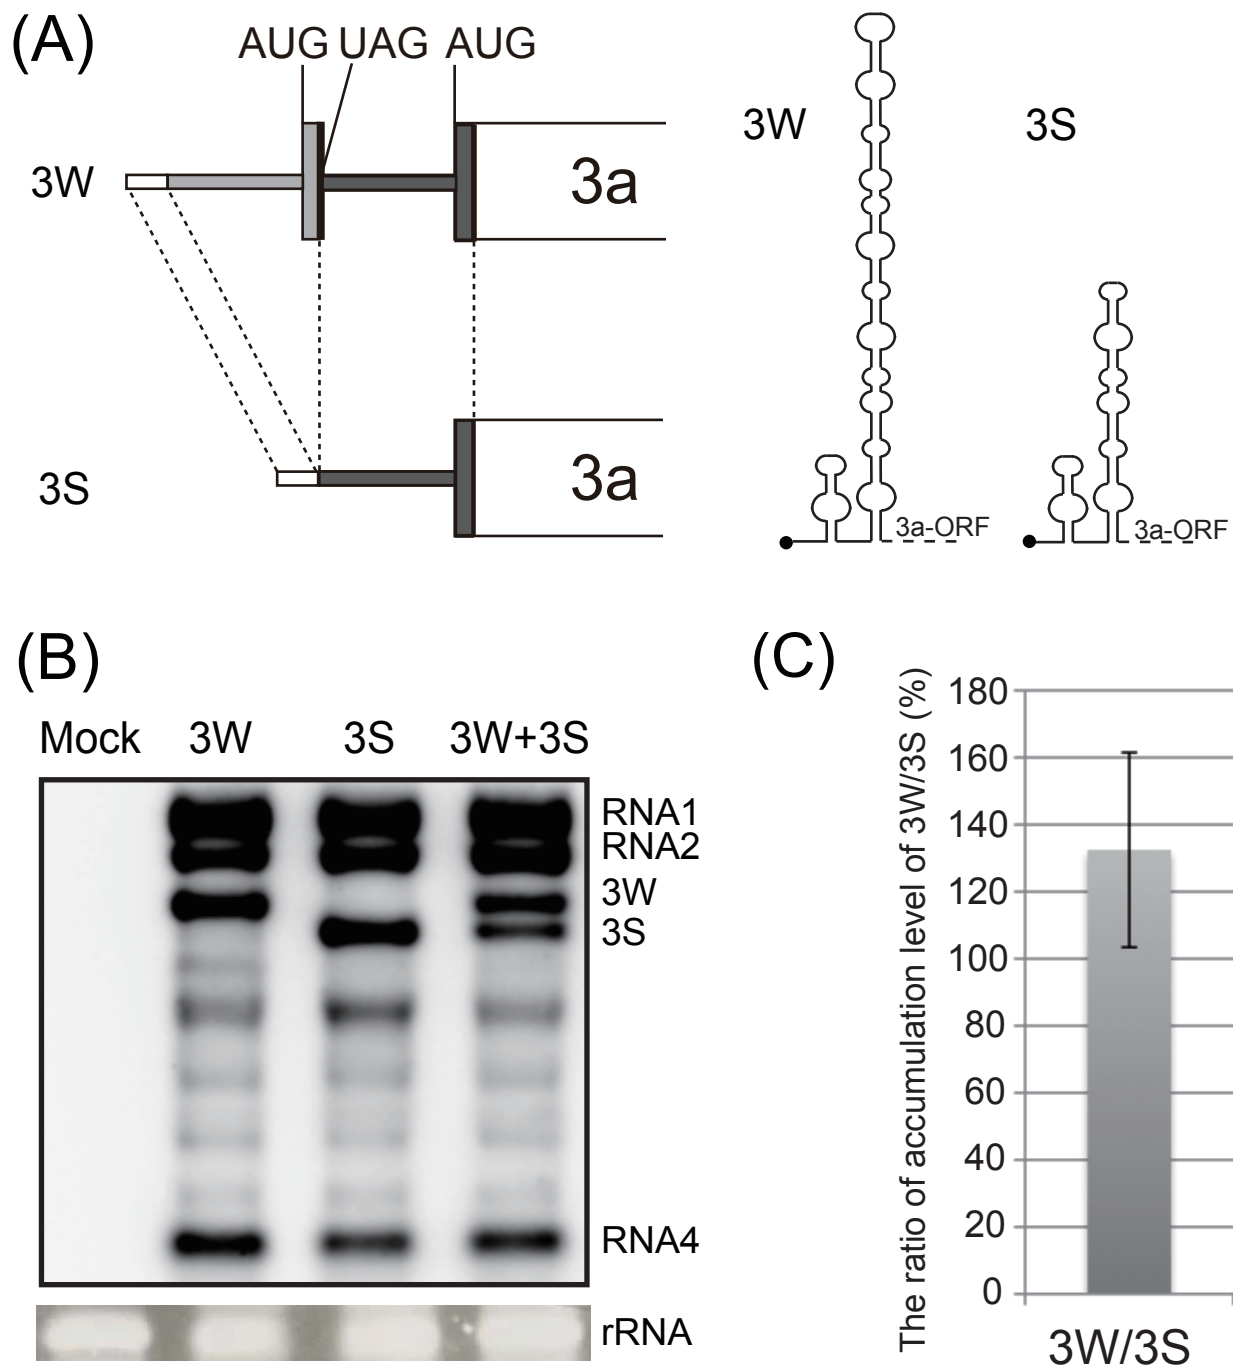 (A)
AUG UAG AUG
3W
3a
3S
3a
3W
3S
3a-ORF
3a-ORF
(B)
Mock 3W 3S 3W+3S
RNA1
RNA2
3W
3S
RNA4
rRNA
(C)
The ratio of accumulation level of 3W/3S (%)
180
160
140
120
100
80
60
40
20
0
3W/3S